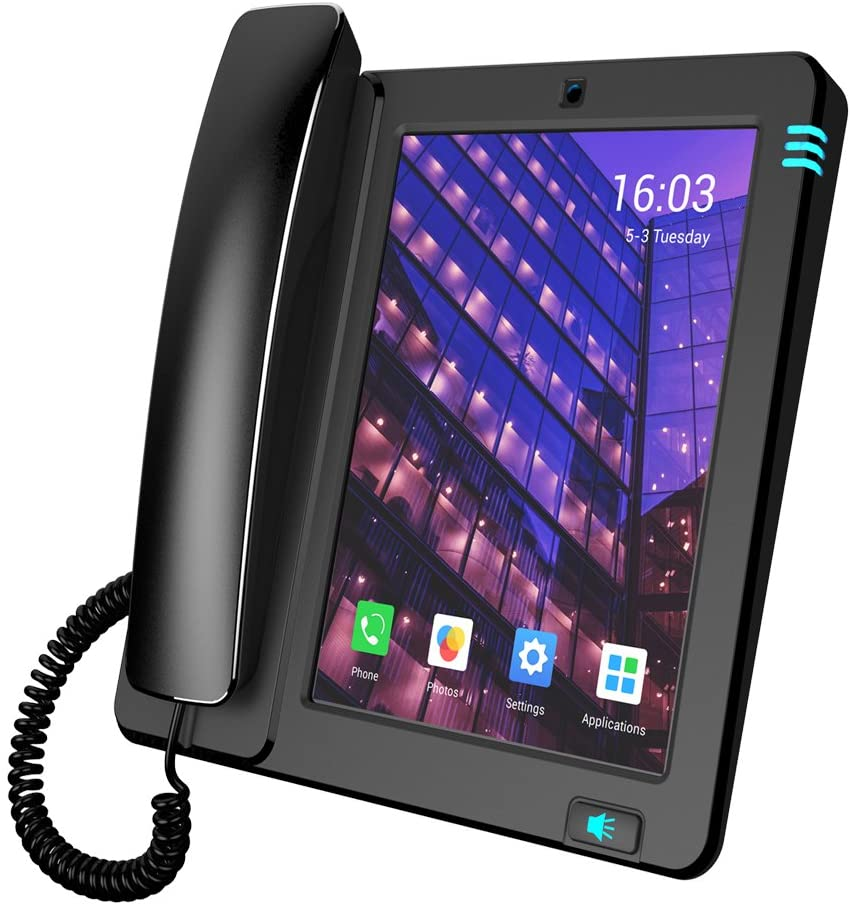 16:03
5-3 Tuesday
Phone
Photos
Settings
Applications